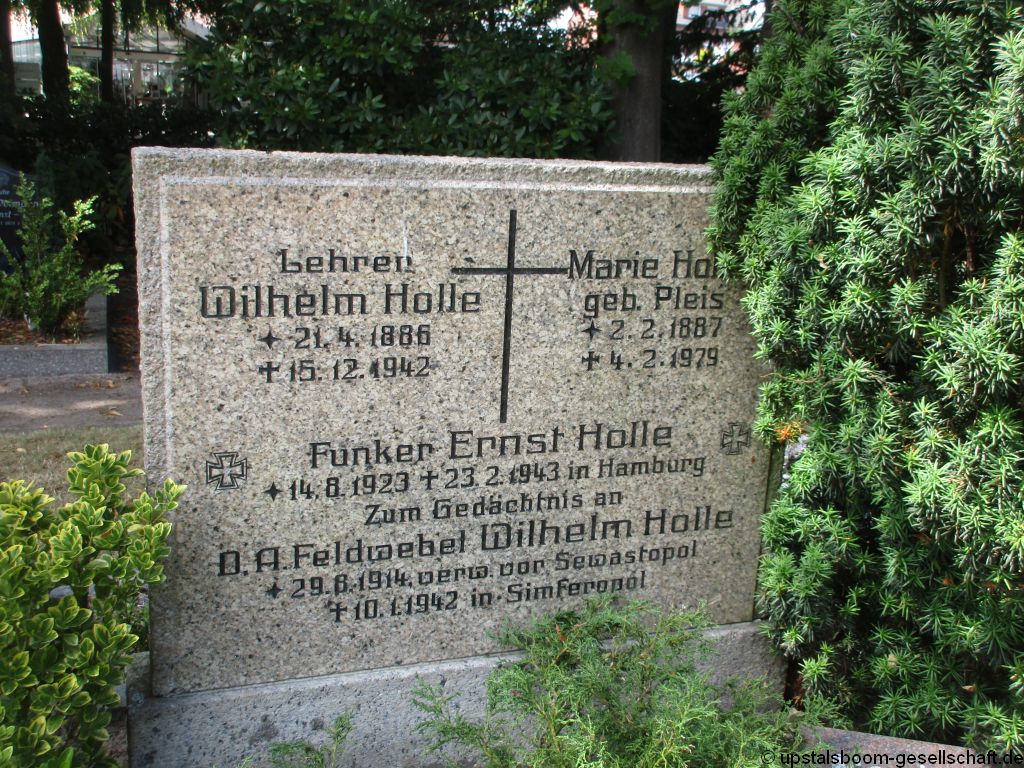 Lehrer
Wilhelm Holle
✦ 21. 4. 1886
✝ 15. 12. 1942
Marie Hol
geb. Pleis
✦ 2. 2. 1887
✝ 4. 2. 1979
Funker Ernst Holle
✦ 14. 8. 1923 ✝ 23. 2. 1943 in Hamburg
Zum Gedächtnis an
O. A. Feldwebel Wilhelm Holle
✦ 29. 6. 1914, verw. vor Sewastopol
✝ 10. 1. 1942 in Simferopol
© upstalsboom-gesellschaft.de